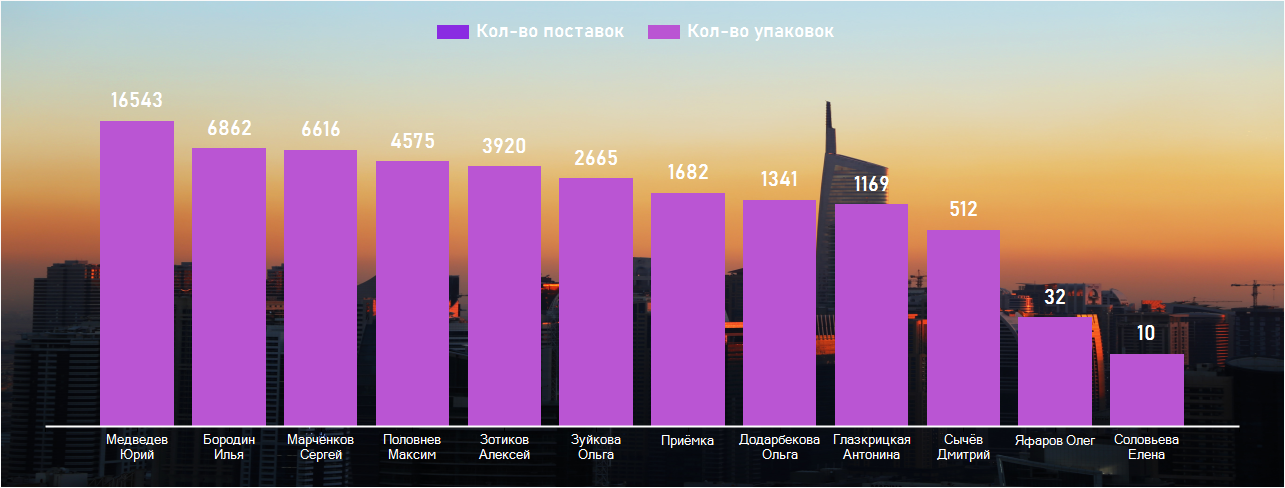 Кол-во поставок Кол-во упаковок
16543
6862
6616
4575
3920
2665
1682
1341
1169
512
32
10
Медведев
Юрий
Бородин
Илья
Марчёнков
Сергей
Половнев
Максим
Зотиков
Алексей
Зуйкова
Ольга
Приёмка
Додарбекова
Ольга
Глазкрицкая
Антонина
Сычёв
Дмитрий
Яфаров Олег
Соловьева
Елена